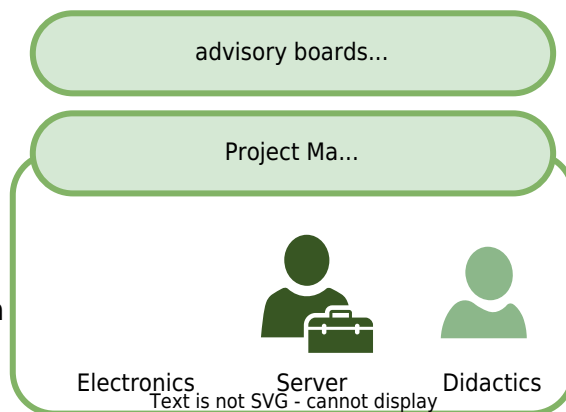 advisory boards...
Project Ma...
Electronics Server Didactics
Text is not SVG - cannot display